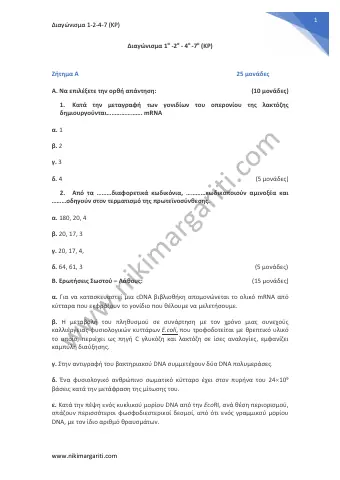 1
Διαγώνισμα 1-2-4-7 (ΚΡ)
Διαγώνισμα 1ο -2ο - 4ο -7ο (ΚΡ)
Ζήτημα Α 25 μονάδες
Α. Να επιλέξετε την ορθή απάντηση: (10 μονάδες)
1. Κατά την μεταγραφή των γονιδίων του οπερονίου της λακτόζης
δημιουργούνται.................... mRNA
α. 1
β. 2
γ. 3
δ. 4 (5 μονάδες)
2. Από τα ........διαφορετικά κωδικόνια, ...........κωδικοποιούν αμινοξέα και
........οδηγούν στον τερματισμό της πρωτεϊνοσύνθεσης.
α. 180, 20, 4
β. 20, 17, 3
γ. 20, 17, 4,
δ. 64, 61, 3 (5 μονάδες)
Β. Ερωτήσεις Σωστού – Λάθους: (15 μονάδες)
α. Για να κατασκευαστεί μια cDNA βιβλιοθήκη απομονώνεται το ολικό mRNA από
κύτταρα που εκφράζουν το γονίδιο που θέλουμε να μελετήσουμε.
β. Η μεταβολή του πληθυσμού σε συνάρτηση με τον χρόνο μιας συνεχούς
καλλιέργειας φυσιολογικών κυττάρων E.coli, που τροφοδοτείται με θρεπτικό υλικό
το οποίο περιέχει ως πηγή C γλυκόζη και λακτόζη σε ίσες αναλογίες, εμφανίζει
καμπύλη διαύξησης.
γ. Στην αντιγραφή του βακτηριακού DNA συμμετέχουν δύο DNA πολυμεράσες.
δ. Ένα φυσιολογικό ανθρώπινο σωματικό κύτταρο έχει στον πυρήνα του 24×10⁹
βάσεις κατά την μετάφραση της μίτωσης του.
ε. Κατά την πέψη ενός κυκλικού μορίου DNA από την EcoRI, ανά θέση περιορισμού,
σπάζουν περισσότεροι φωσφοδιεστερικοί δεσμοί, από ότι ενός γραμμικού μορίου
DNA, με τον ίδιο αριθμό θραυσμάτων.
www.nikimargariti.com
www.nikimargariti.com